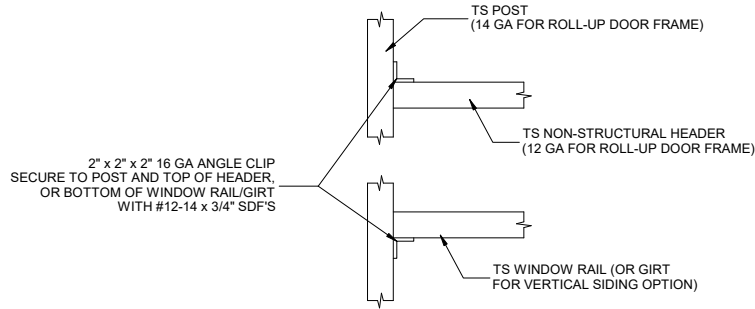 TS POST
(14 GA FOR ROLL-UP DOOR FRAME)
TS NON-STRUCTURAL HEADER
(12 GA FOR ROLL-UP DOOR FRAME)
2" x 2" x 2" 16 GA ANGLE CLIP
SECURE TO POST AND TOP OF HEADER,
OR BOTTOM OF WINDOW RAIL/GIRT
WITH #12-14 x 3/4" SDF'S
TS WINDOW RAIL (OR GIRT
FOR VERTICAL SIDING OPTION)